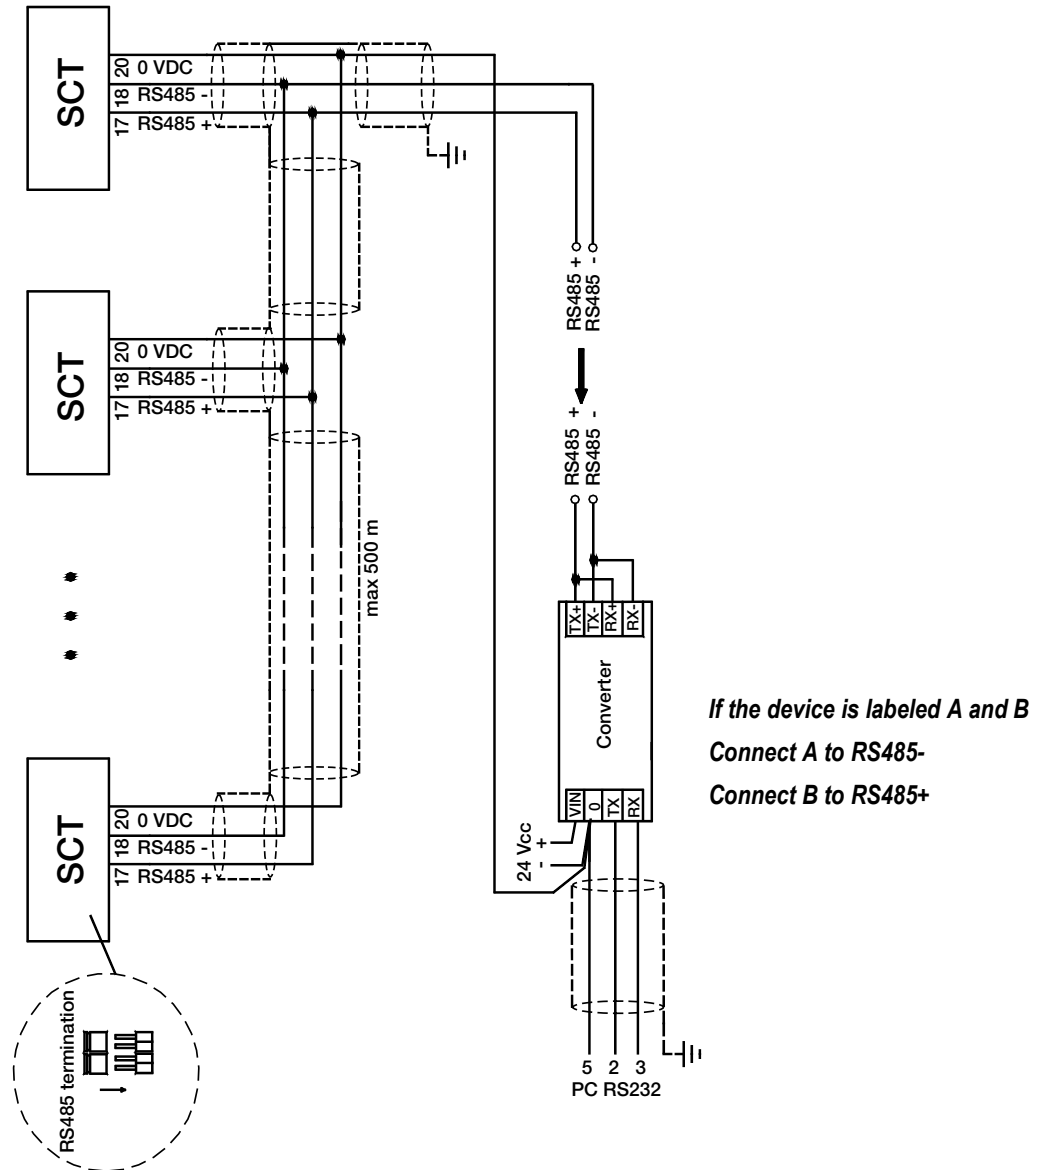 SCT
20 0 VDC
18 RS485 -
17 RS485 +
SCT
20 0 VDC
18 RS485 -
17 RS485 +
max 500 m
SCT
20 0 VDC
18 RS485 -
17 RS485 +
RS485 termination
RS485 +
RS485 -
RS485 +
RS485 -
TX+
TX-
RX+
RX-
Converter
VIN
0
TX
RX
24 Vcc
+
-
5 2 3
PC RS232
If the device is labeled A and B
Connect A to RS485-
Connect B to RS485+